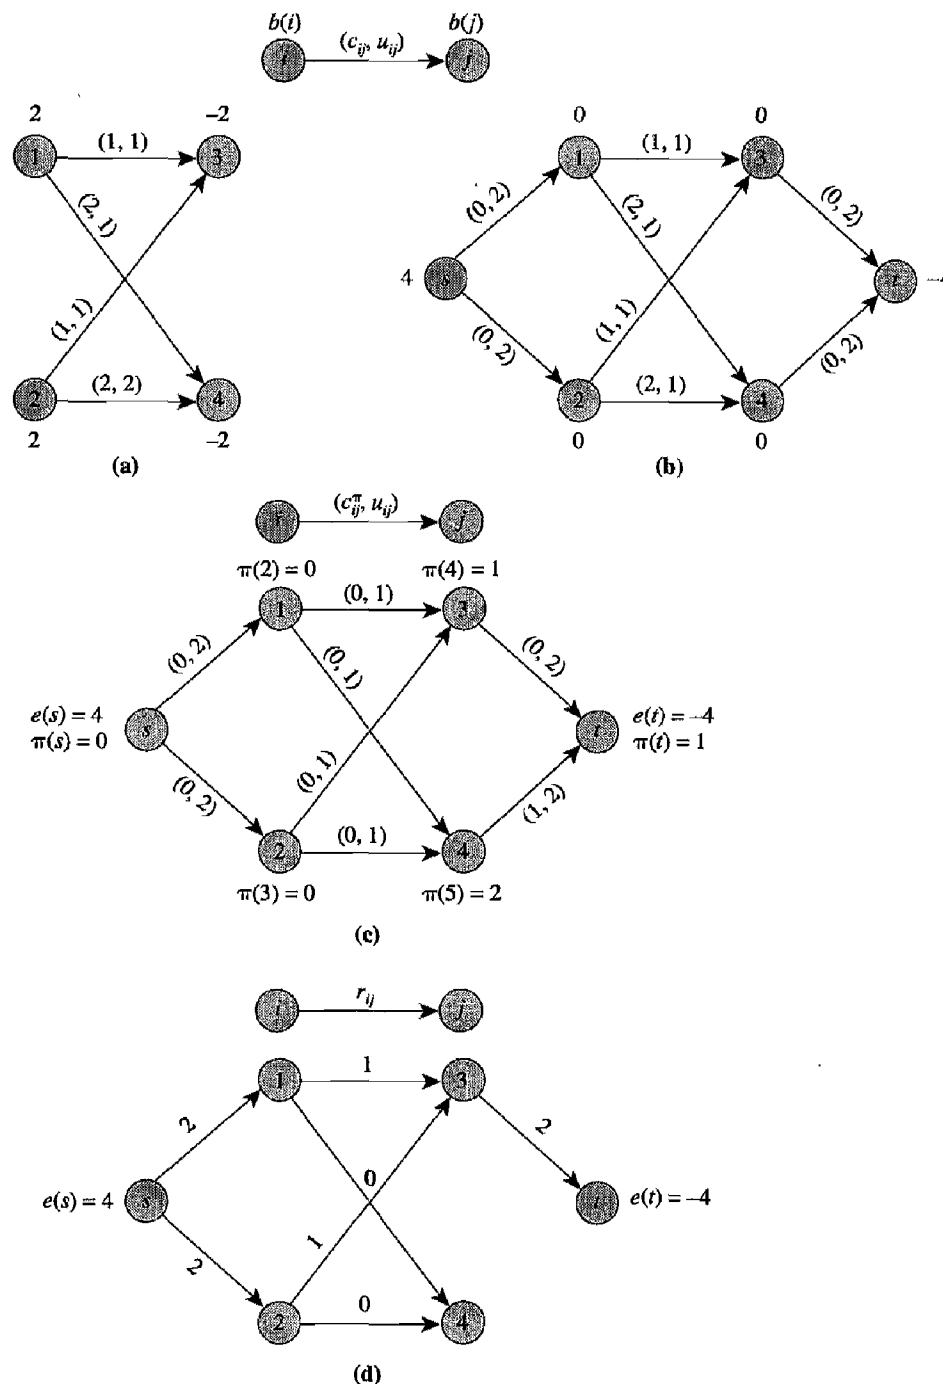 b(i) b(j)
i (c_ij, u_ij) j
2 -2 0 0
1 (1, 1) 3 1 (1, 1) 3
(2, 1) (0, 2) (2, 1) (0, 2)
4 s t -4
(1, 1) (0, 2) (1, 1) (0, 2)
2 (2, 2) 4 2 (2, 1) 4
2 -2 0 0
(a) (b)
(c^π_ij, u_ij) j
π(2) = 0 π(4) = 1
1 (0, 1) 3
(0, 2) (0, 1) (0, 2)
e(s) = 4 s t e(t) = -4
π(s) = 0 π(t) = 1
(0, 2) (0, 1) (1, 2)
2 (0, 1) 4
π(3) = 0 π(5) = 2
(c)
i r_ij j
1 1 3
2 0 2
e(s) = 4 s t e(t) = -4
2 1
2 0 4
(d)